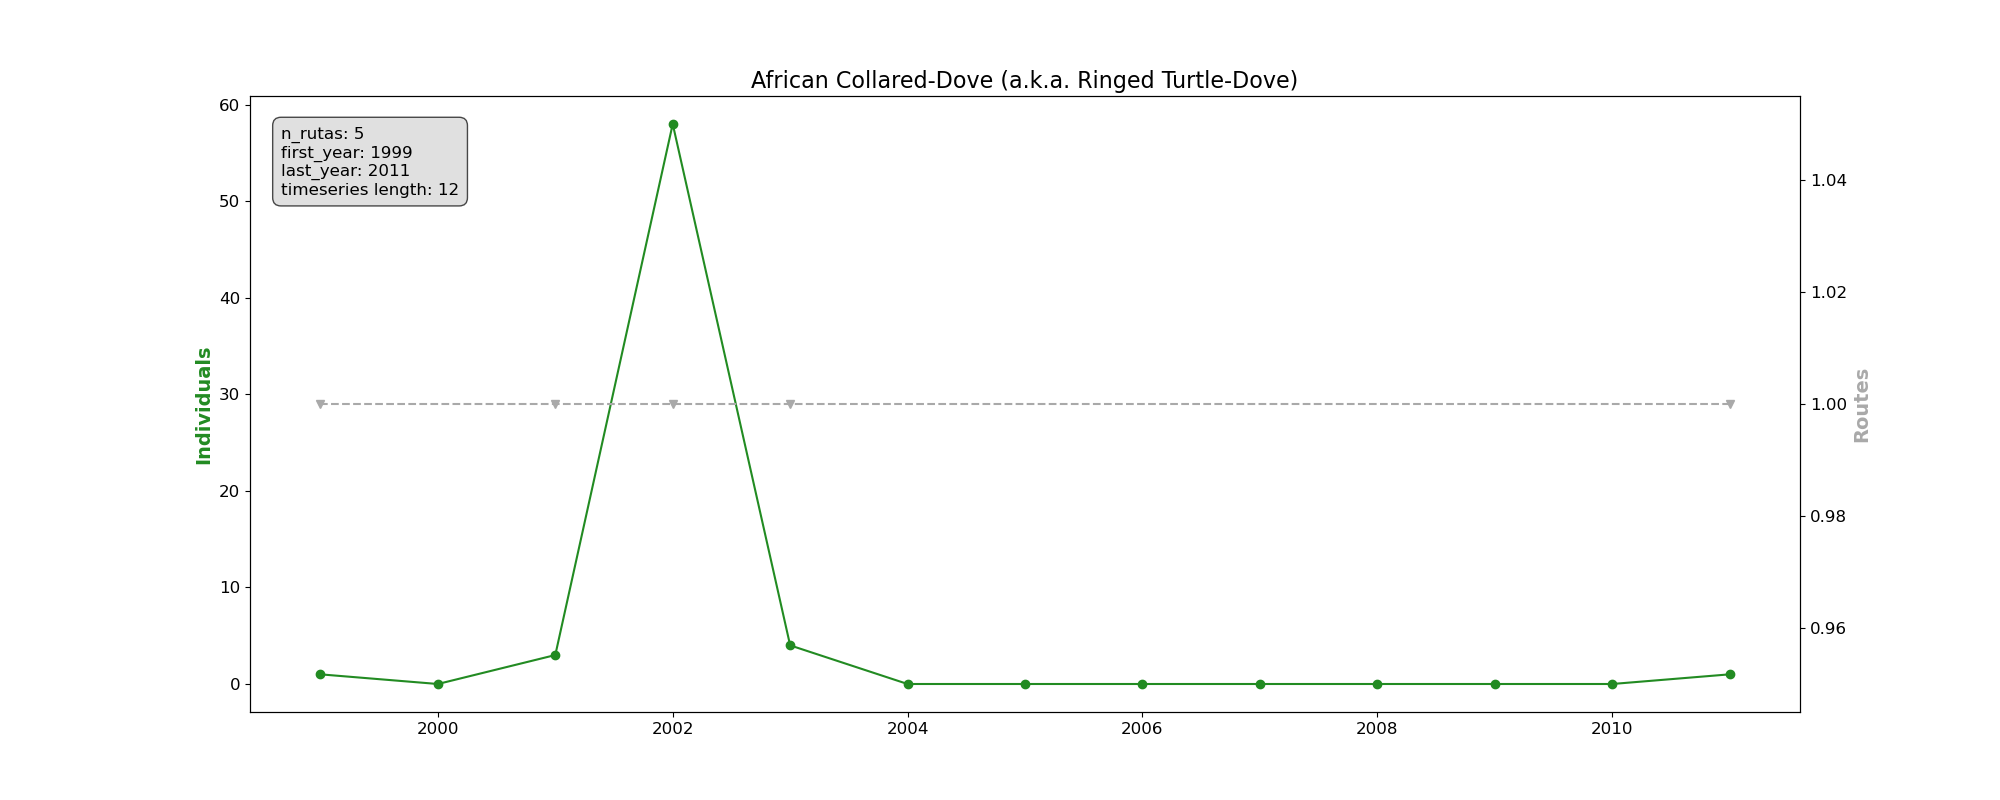 African Collared-Dove (a.k.a. Ringed Turtle-Dove)
n_rutas: 5
first_year: 1999
last_year: 2011
timeseries length: 12
60
50
40
30
20
10
0
Individuals
1.04
1.02
1.00
0.98
0.96
Routes
2000
2002
2004
2006
2008
2010